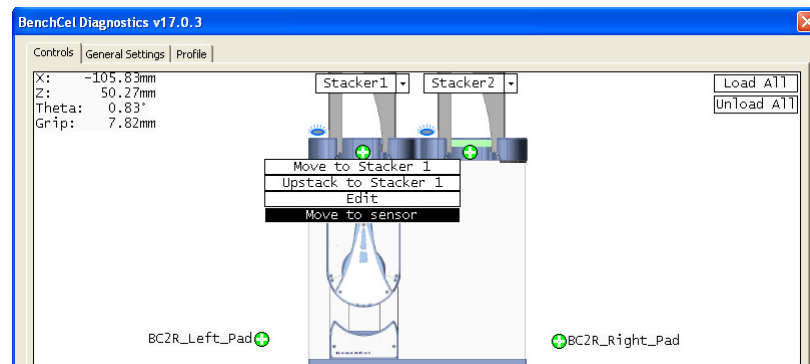 BenchCel Diagnostics v17.0.3
Controls General Settings Profile
X: -105.83mm
Z: 50.27mm
Theta: 0.83°
Grip: 7.82mm
Stacker1 Stacker2
Load All
Unload All
Move to Stacker 1
Upstack to Stacker 1
Edit
Move to sensor
BC2R_Left_Pad BC2R_Right_Pad
BenchCel